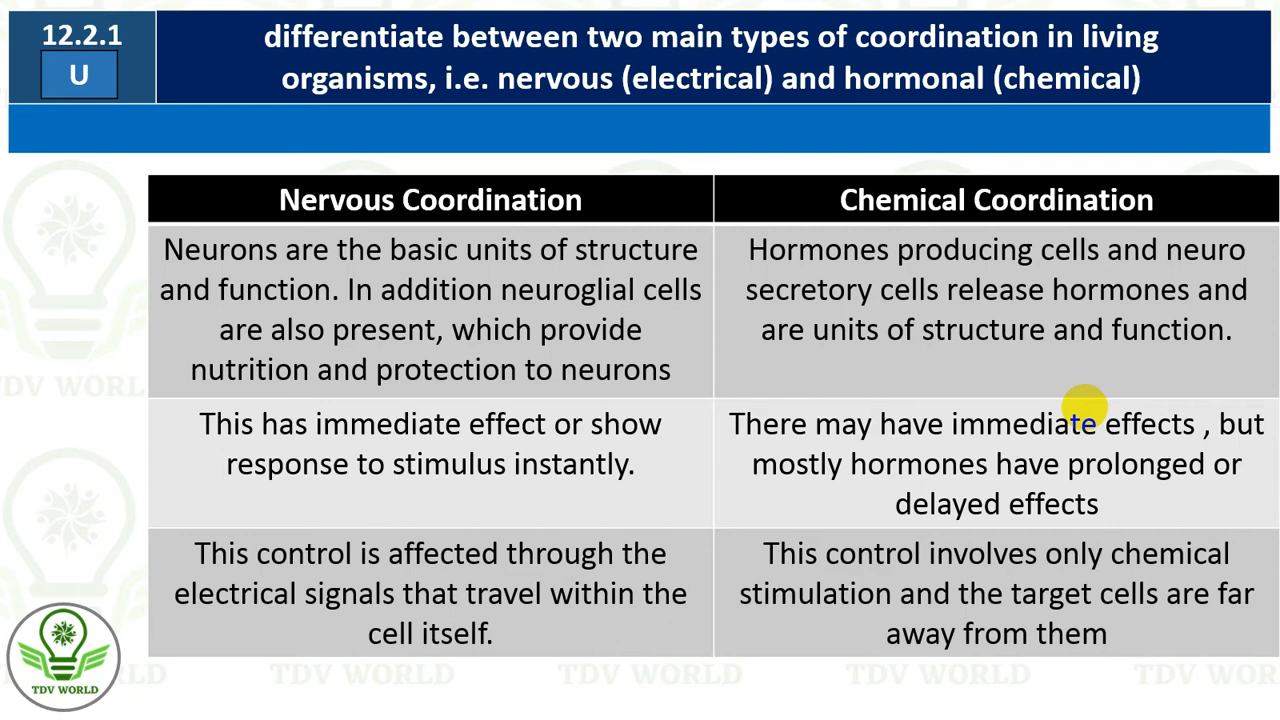 12.2.1
U
differentiate between two main types of coordination in living
organisms, i.e. nervous (electrical) and hormonal (chemical)
Nervous Coordination
Chemical Coordination
Neurons are the basic units of structure
and function. In addition neuroglial cells
are also present, which provide
nutrition and protection to neurons
Hormones producing cells and neuro
secretory cells release hormones and
are units of structure and function.
This has immediate effect or show
response to stimulus instantly.
There may have immediate effects , but
mostly hormones have prolonged or
delayed effects
This control is affected through the
electrical signals that travel within the
cell itself.
This control involves only chemical
stimulation and the target cells are far
away from them
TDV WORLD
TDV WORLD
TDV WORLD
TDV WORLD